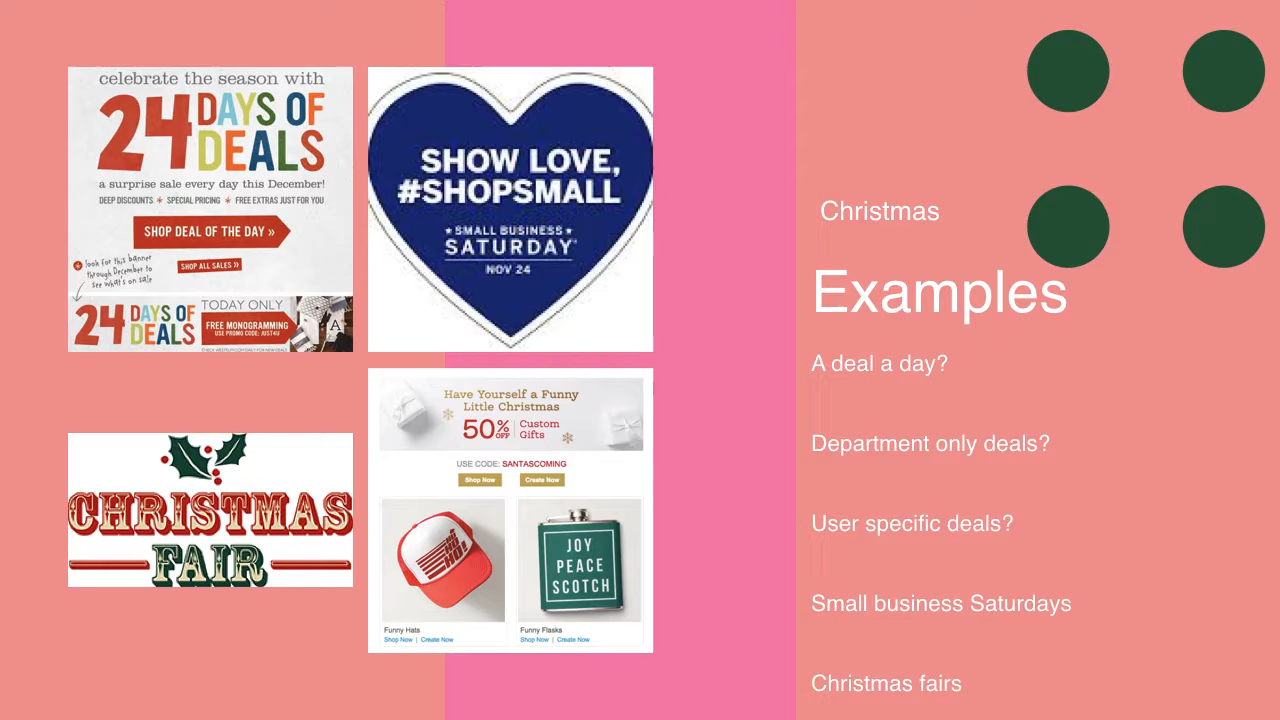 celebrate the season with
24 DAYS OF
DEALS
a surprise sale every day this December!
DEEP DISCOUNTS * SPECIAL PRICING * FREE EXTRAS JUST FOR YOU
SHOP DEAL OF THE DAY »
look for this banner
through December to
see what's on sale
SHOP ALL SALES »
24 DAYS OF
DEALS
TODAY ONLY
FREE MONOGRAMMING
USE PROMO CODE: JUST4U
A
SHOW LOVE,
#SHOPSMALL
SMALL BUSINESS
SATURDAY
NOV 24
CHRISTMAS
FAIR
Have Yourself a Funny
Little Christmas
50% OFF
Custom
Gifts
USE CODE: SANTASCOMING
Shop Now
Create Now
JOY
PEACE
SCOTCH
Funny Hats
Shop Now | Create Now
Funny Flasks
Shop Now | Create Now
Christmas
Examples
A deal a day?
Department only deals?
User specific deals?
Small business Saturdays
Christmas fairs